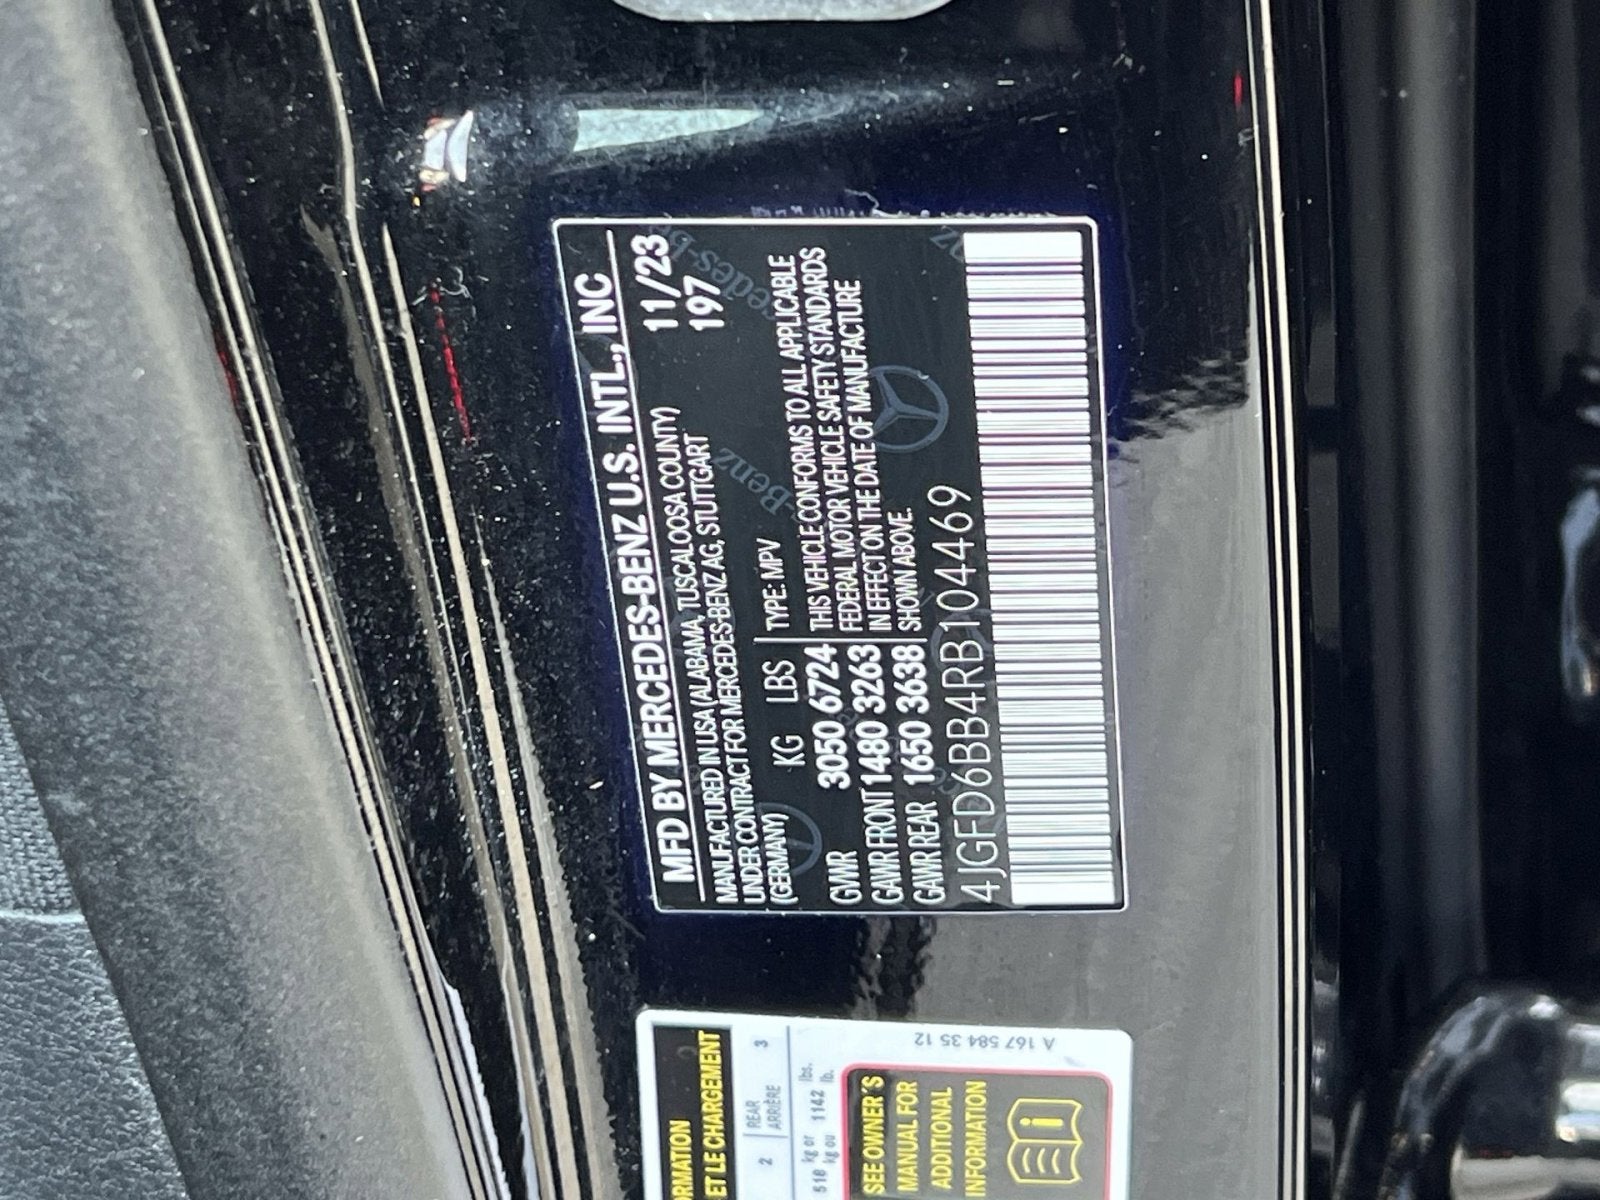 MFD BY MERCEDES-BENZ U.S. INTL., INC
MANUFACTURED IN USA (ALABAMA, TUSCALOOSA COUNTY) 11/23
UNDER CONTRACT FOR MERCEDES-BENZ AG, STUTTGART 197
(GERMANY)
KG LBS TYPE: MPV
GVWR 3050 6724 THIS VEHICLE CONFORMS TO ALL APPLICABLE
FEDERAL MOTOR VEHICLE SAFETY STANDARDS
GAWR FRONT 1480 3263 IN EFFECT ON THE DATE OF MANUFACTURE
GAWR REAR 1650 3638 SHOWN ABOVE.
4JGFD6BB4RB104469
-Benz
ET LE CHARGEMENT
2 REAR 3
ARRIÈRE
518 kg or 1142 lbs.
kg ou lb.
SEE OWNER'S
MANUAL FOR
ADDITIONAL
INFORMATION
A 167 584 35 12